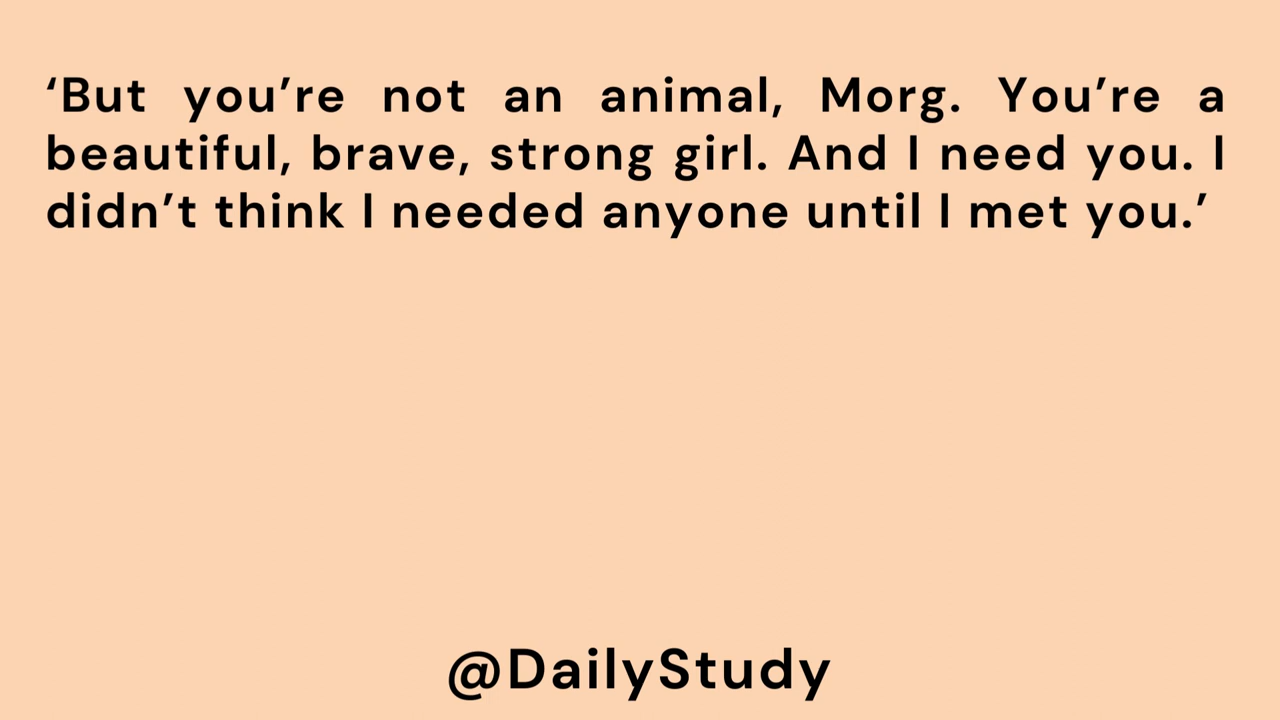 ‘But you’re not an animal, Morg. You’re a
beautiful, brave, strong girl. And I need you. I
didn’t think I needed anyone until I met you.’
@DailyStudy